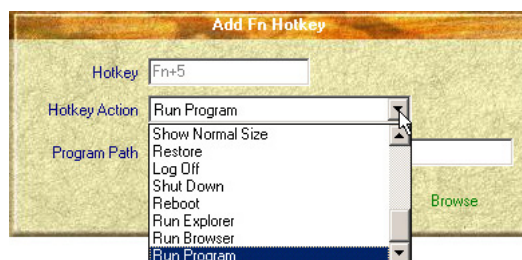 Add Fn Hotkey
Hotkey Fn+5
Hotkey Action Run Program
Show Normal Size
Program Path Restore
Log Off
Shut Down
Reboot Browse
Run Explorer
Run Browser
Run Program